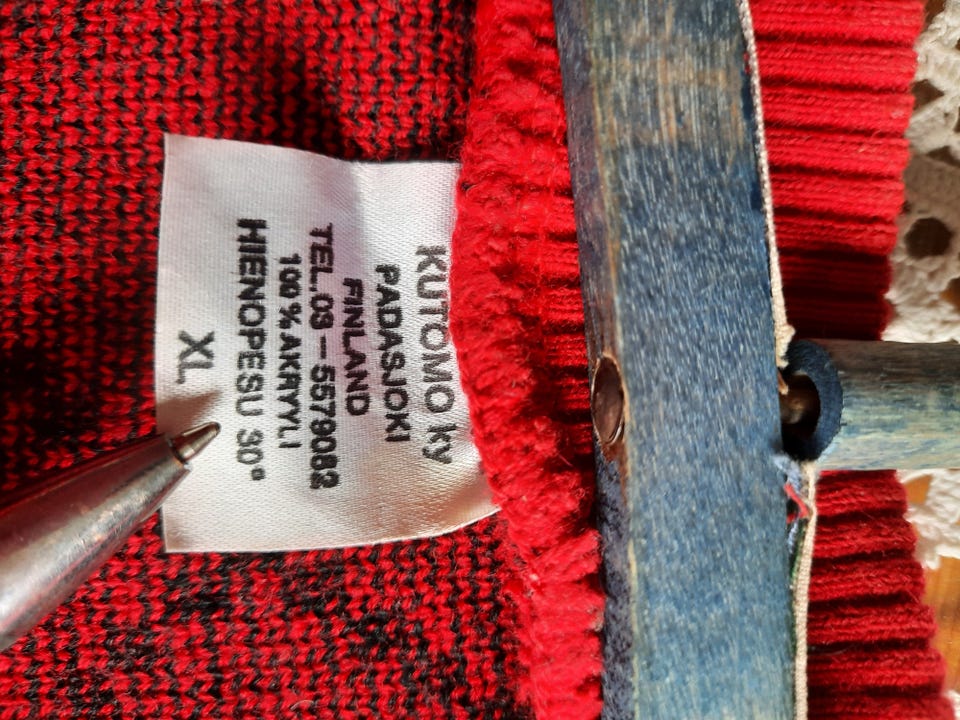 KUTOMO ky
PADASJOKI
FINLAND
TEL. 03-5579082
100 % AKRYYLI
HIENOPESU 30°
XL.